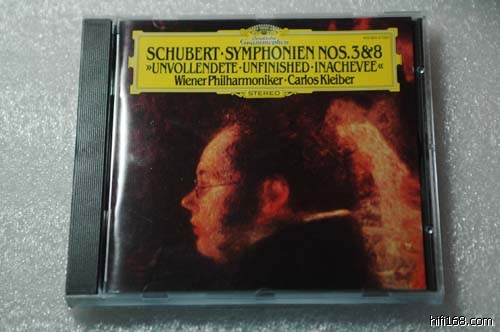 Deutsche
Grammophon
SCHUBERT·SYMPHONIEN NOS.3&8
»UNVOLLENDETE·UNFINISHED·INACHEVEE«
Wiener Philharmoniker·Carlos Kleiber
STEREO
hifi168.com